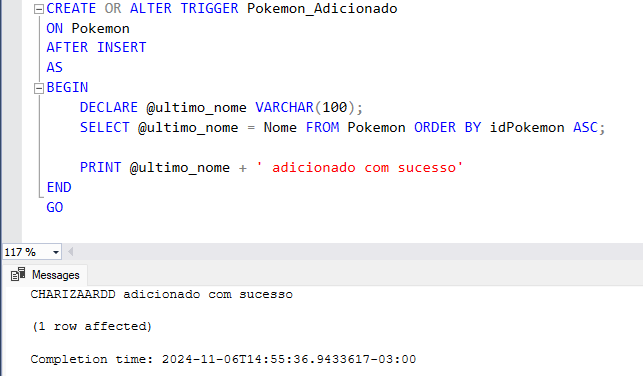 CREATE OR ALTER TRIGGER Pokemon_Adicionado
ON Pokemon
AFTER INSERT
AS
BEGIN
    DECLARE @ultimo_nome VARCHAR(100);
    SELECT @ultimo_nome = Nome FROM Pokemon ORDER BY idPokemon ASC;
    PRINT @ultimo_nome + ' adicionado com sucesso'
END
GO
117 %
Messages
CHARIZAARDD adicionado com sucesso
(1 row affected)
Completion time: 2024-11-06T14:55:36.9433617-03:00